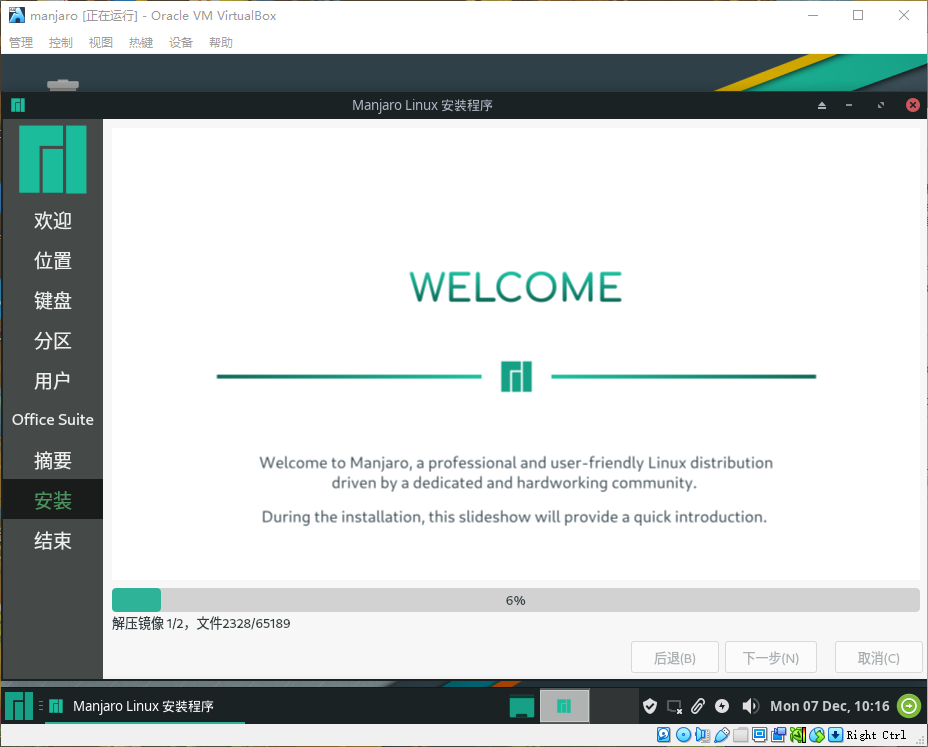 manjaro [正在运行] - Oracle VM VirtualBox
管理 控制 视图 热键 设备 帮助
Manjaro Linux 安装程序
欢迎
位置
键盘
分区
用户
Office Suite
摘要
安装
结束
WELCOME
Welcome to Manjaro, a professional and user-friendly Linux distribution
driven by a dedicated and hardworking community.
During the installation, this slideshow will provide a quick introduction.
6%
解压镜像 1/2，文件2328/65189
后退(B) 下一步(N) 取消(C)
Manjaro Linux 安装程序 Mon 07 Dec, 10:16
Right Ctrl